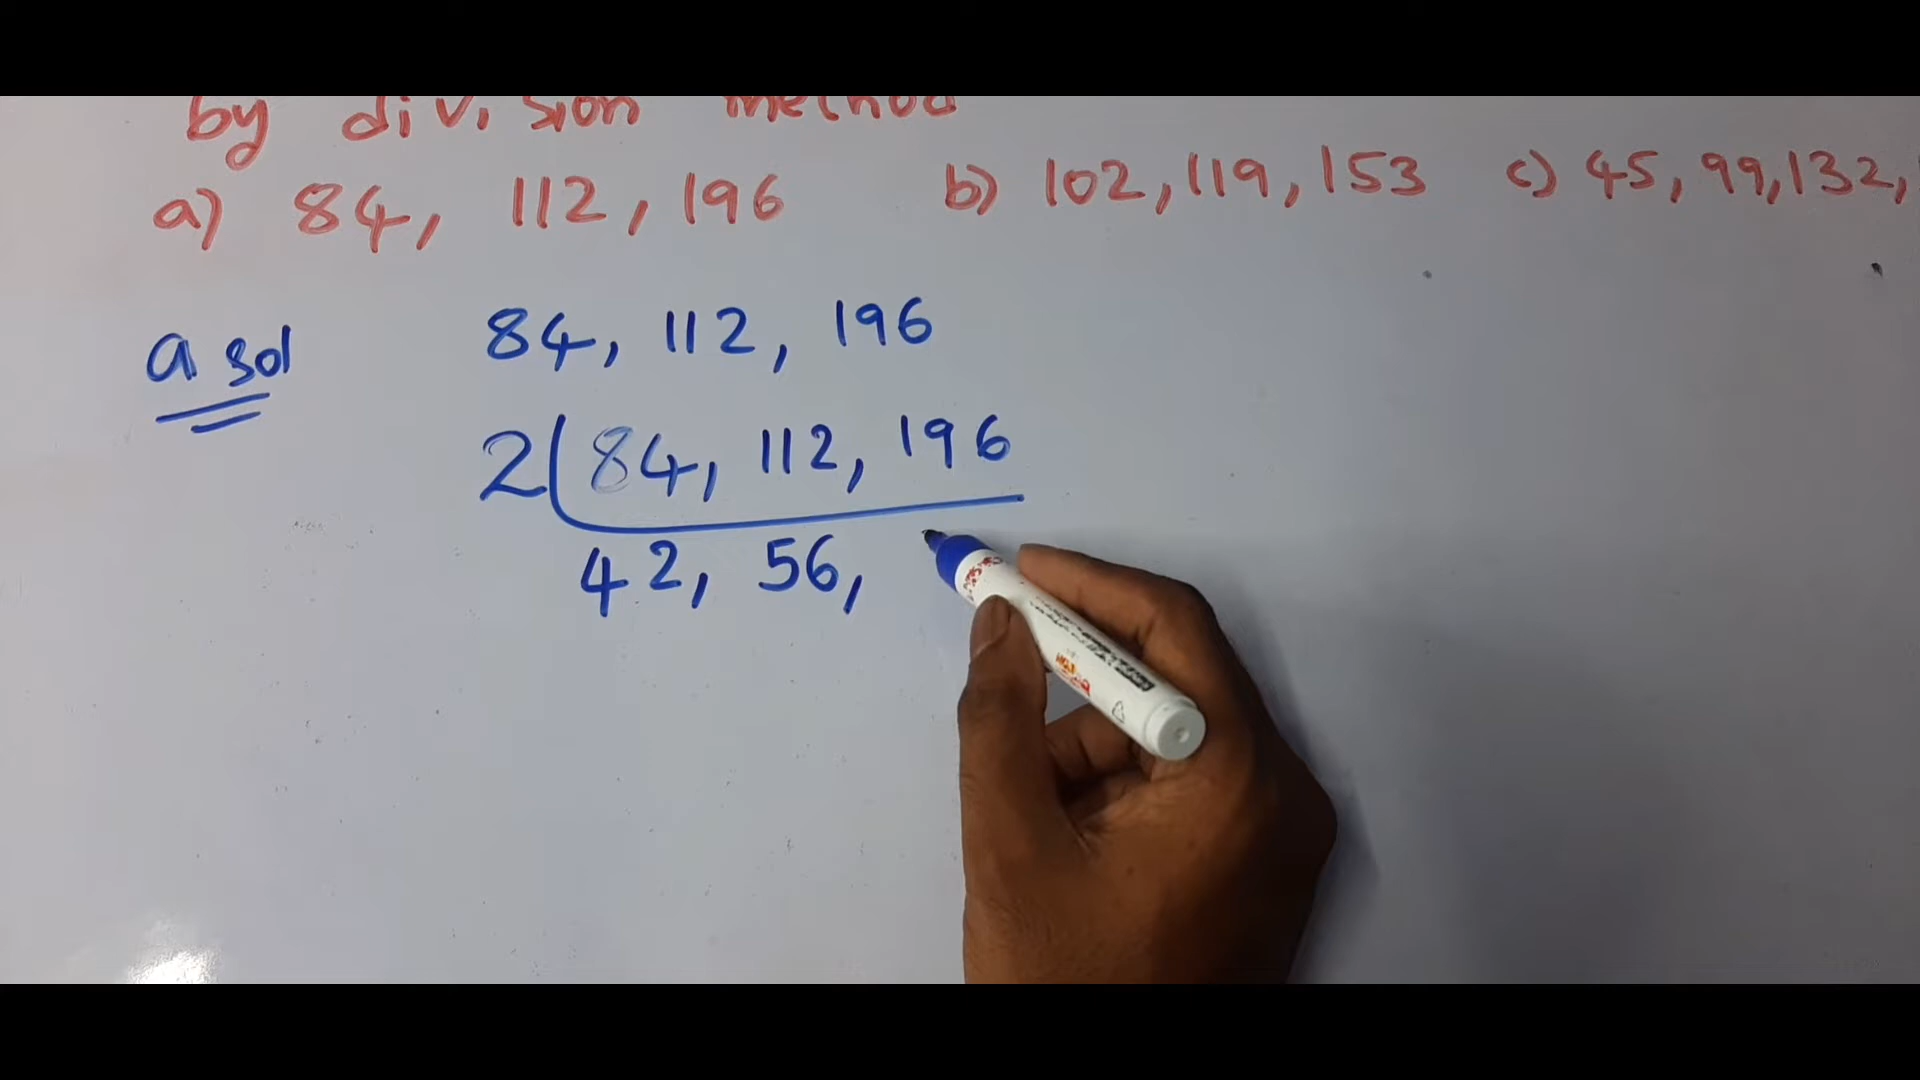 by division method
a) 84, 112, 196 b) 102, 119, 153 c) 45, 99, 132,
a sol 84, 112, 196
2 84, 112, 196
42, 56,